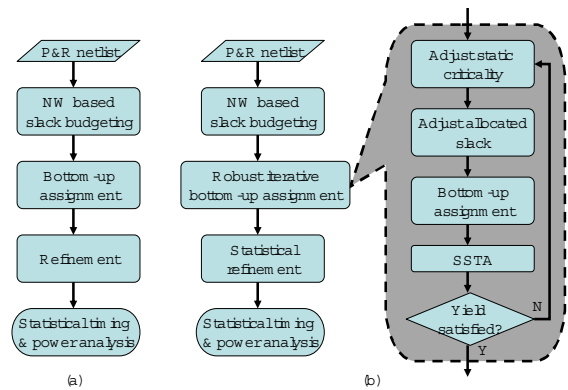 P&R netlist
NW based
slack budgeting
Bottom-up
assignment
Refinement
Statistical timing
& power analysis
(a)
P&R netlist
NW based
slack budgeting
Robust iterative
bottom-up assignment
Statistical
refinement
Statistical timing
& power analysis
(b)
Adjust static
criticality
Adjust allocated
slack
Bottom-up
assignment
SSTA
Yield
satisfied?
N
Y